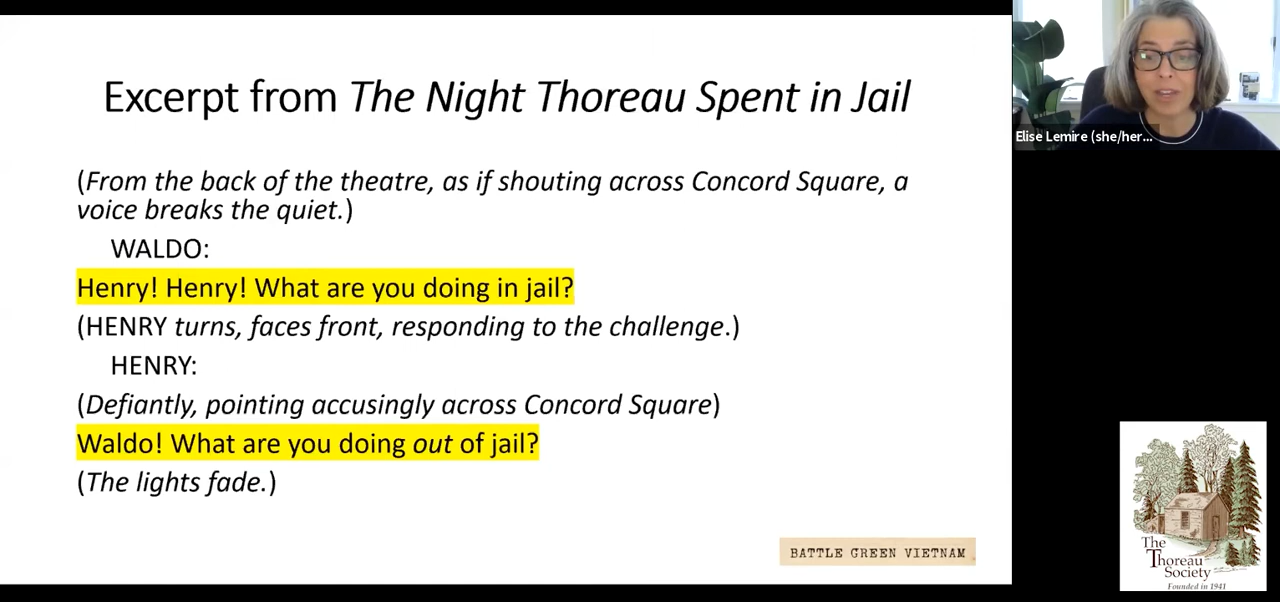 Excerpt from The Night Thoreau Spent in Jail
(From the back of the theatre, as if shouting across Concord Square, a
voice breaks the quiet.)
WALDO:
Henry! Henry! What are you doing in jail?
(HENRY turns, faces front, responding to the challenge.)
HENRY:
(Defiantly, pointing accusingly across Concord Square)
Waldo! What are you doing out of jail?
(The lights fade.)
BATTLE GREEN VIETNAM
Elise Lemire (she/her...
The
Thoreau
Society
Founded in 1941